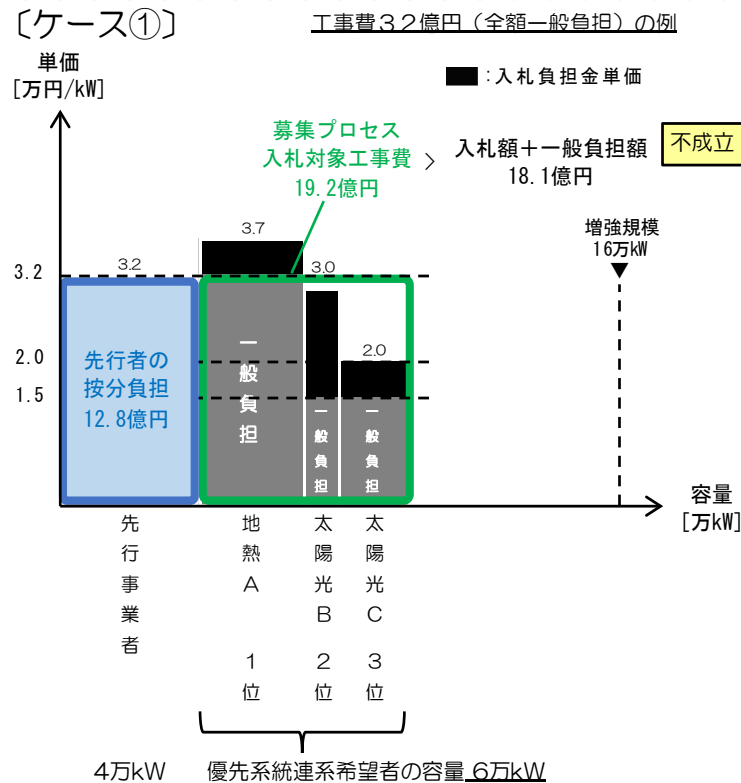 〔ケース①〕
工事費32億円（全額一般負担）の例
単価
[万円/kW]
■：入札負担金単価
募集プロセス
入札対象工事費
19.2億円
＞
入札額＋一般負担額
18.1億円
不成立
増強規模
16万kW
3.7
3.2
3.2
3.0
2.0
2.0
1.5
先行者の
按分負担
12.8億円
一般負担
一般負担
一般負担
容量
[万kW]
先行事業者
地熱A 1位
太陽光B 2位
太陽光C 3位
4万kW
優先系統連系希望者の容量 6万kW